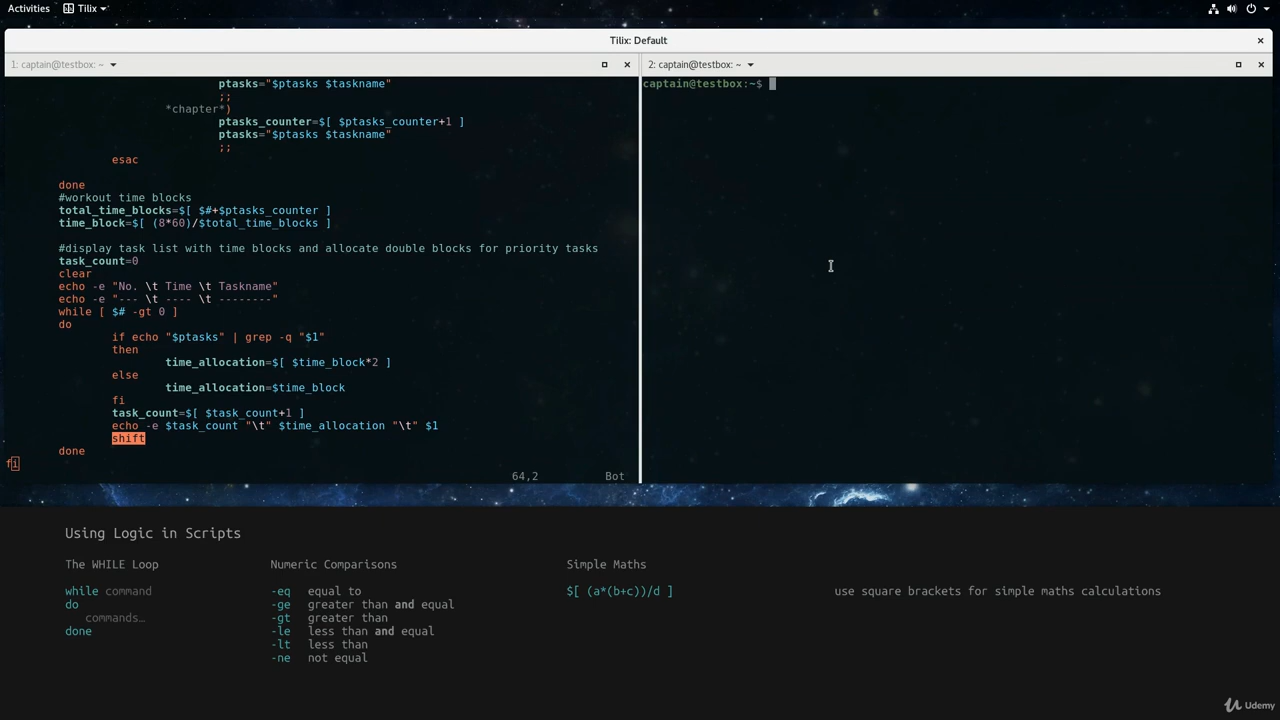 Activities Tilix
Tilix: Default
1: captain@testbox: ~
2: captain@testbox: ~
ptasks="$ptasks $taskname"
;;
*chapter*)
ptasks_counter=$[ $ptasks_counter+1 ]
ptasks="$ptasks $taskname"
;;
esac
done
#workout time blocks
total_time_blocks=$[ $#+$ptasks_counter ]
time_block=$[ (8*60)/$total_time_blocks ]
#display task list with time blocks and allocate double blocks for priority tasks
task_count=0
clear
echo -e "No. \t Time \t Taskname"
echo -e "--- \t ---- \t --------"
while [ $# -gt 0 ]
do
if echo "$ptasks" | grep -q "$1"
then
time_allocation=$[ $time_block*2 ]
else
time_allocation=$time_block
fi
task_count=$[ $task_count+1 ]
echo -e $task_count "\t" $time_allocation "\t" $1
shift
done
fi
64,2 Bot
captain@testbox:~$
Using Logic in Scripts
The WHILE Loop
while command
do
commands…
done
Numeric Comparisons
-eq equal to
-ge greater than and equal
-gt greater than
-le less than and equal
-lt less than
-ne not equal
Simple Maths
$[ (a*(b+c))/d ] use square brackets for simple maths calculations
Udemy